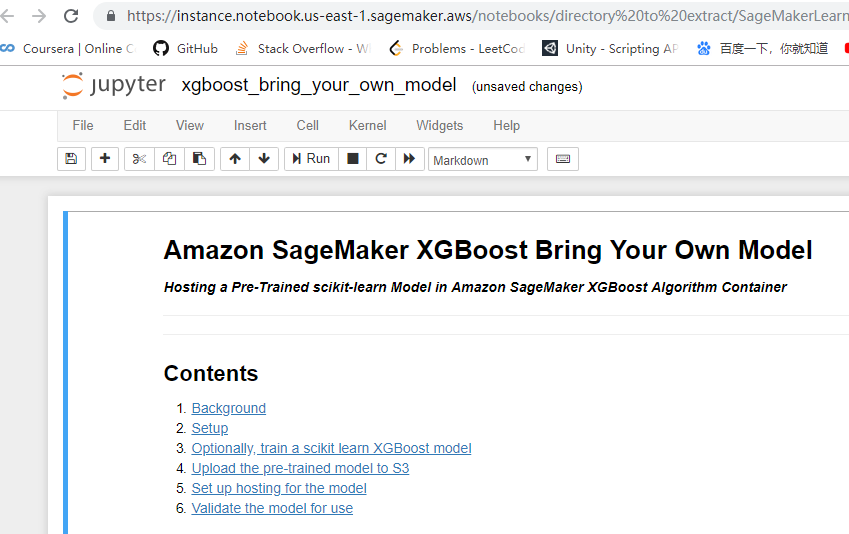 https://instance.notebook.us-east-1.sagemaker.aws/notebooks/directory%20to%20extract/SageMakerLearn
Coursera | Online C GitHub Stack Overflow - Wh Problems - LeetCod Unity - Scripting AP 百度一下，你就知道
jupyter xgboost_bring_your_own_model (unsaved changes)
File Edit View Insert Cell Kernel Widgets Help
Run Markdown
Amazon SageMaker XGBoost Bring Your Own Model
Hosting a Pre-Trained scikit-learn Model in Amazon SageMaker XGBoost Algorithm Container
Contents
1. Background
2. Setup
3. Optionally, train a scikit learn XGBoost model
4. Upload the pre-trained model to S3
5. Set up hosting for the model
6. Validate the model for use